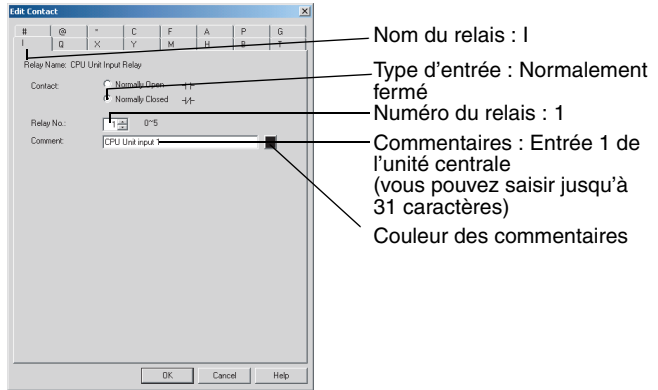 Edit Contact
# @ * C F A P G
I Q X Y M H B T
Relay Name: CPU Unit Input Relay
Contact: Normally Open
Normally Closed
Relay No.: 1 0~5
Comment: CPU Unit input 1
OK Cancel Help
Nom du relais : I
Type d'entrée : Normalement
fermé
Numéro du relais : 1
Commentaires : Entrée 1 de
l'unité centrale
(vous pouvez saisir jusqu'à
31 caractères)
Couleur des commentaires